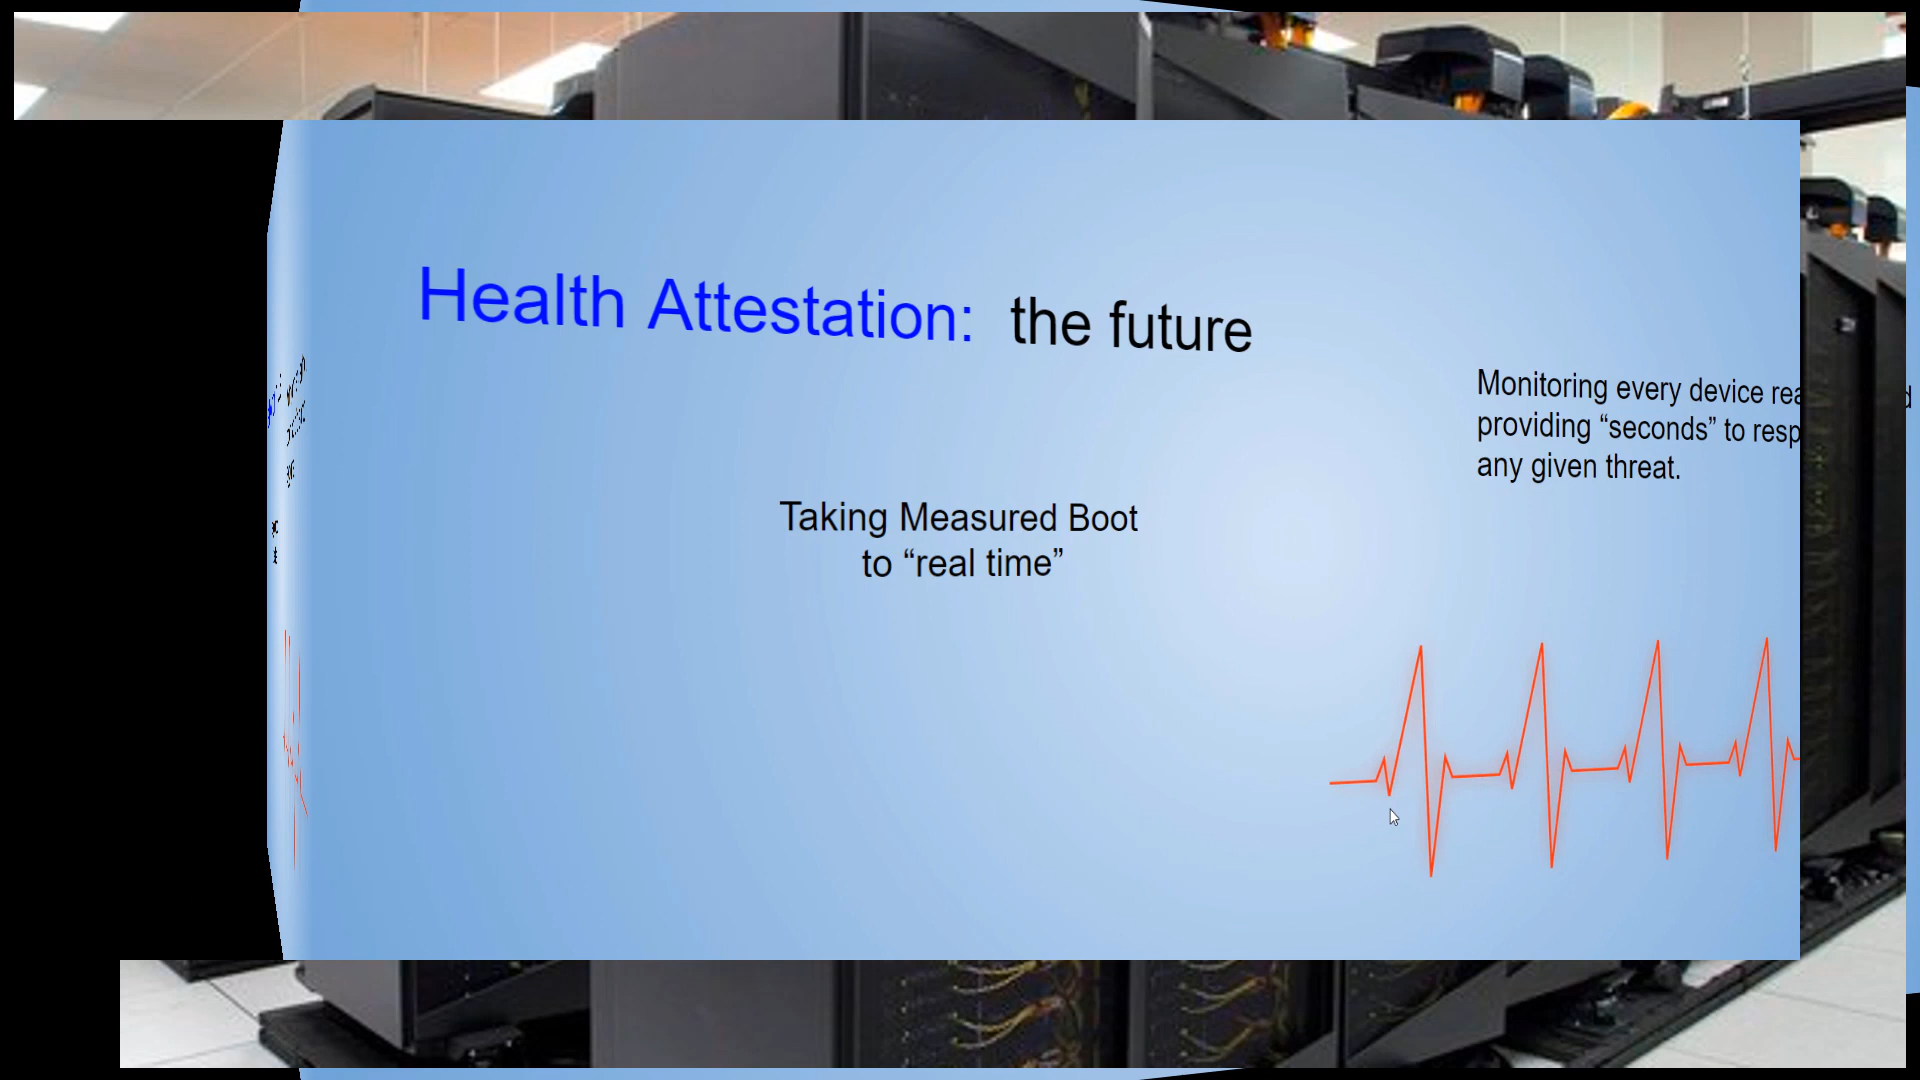 Health Attestation: the future
Monitoring every device
providing “seconds” to
any given threat.
Taking Measured Boot
to “real time”